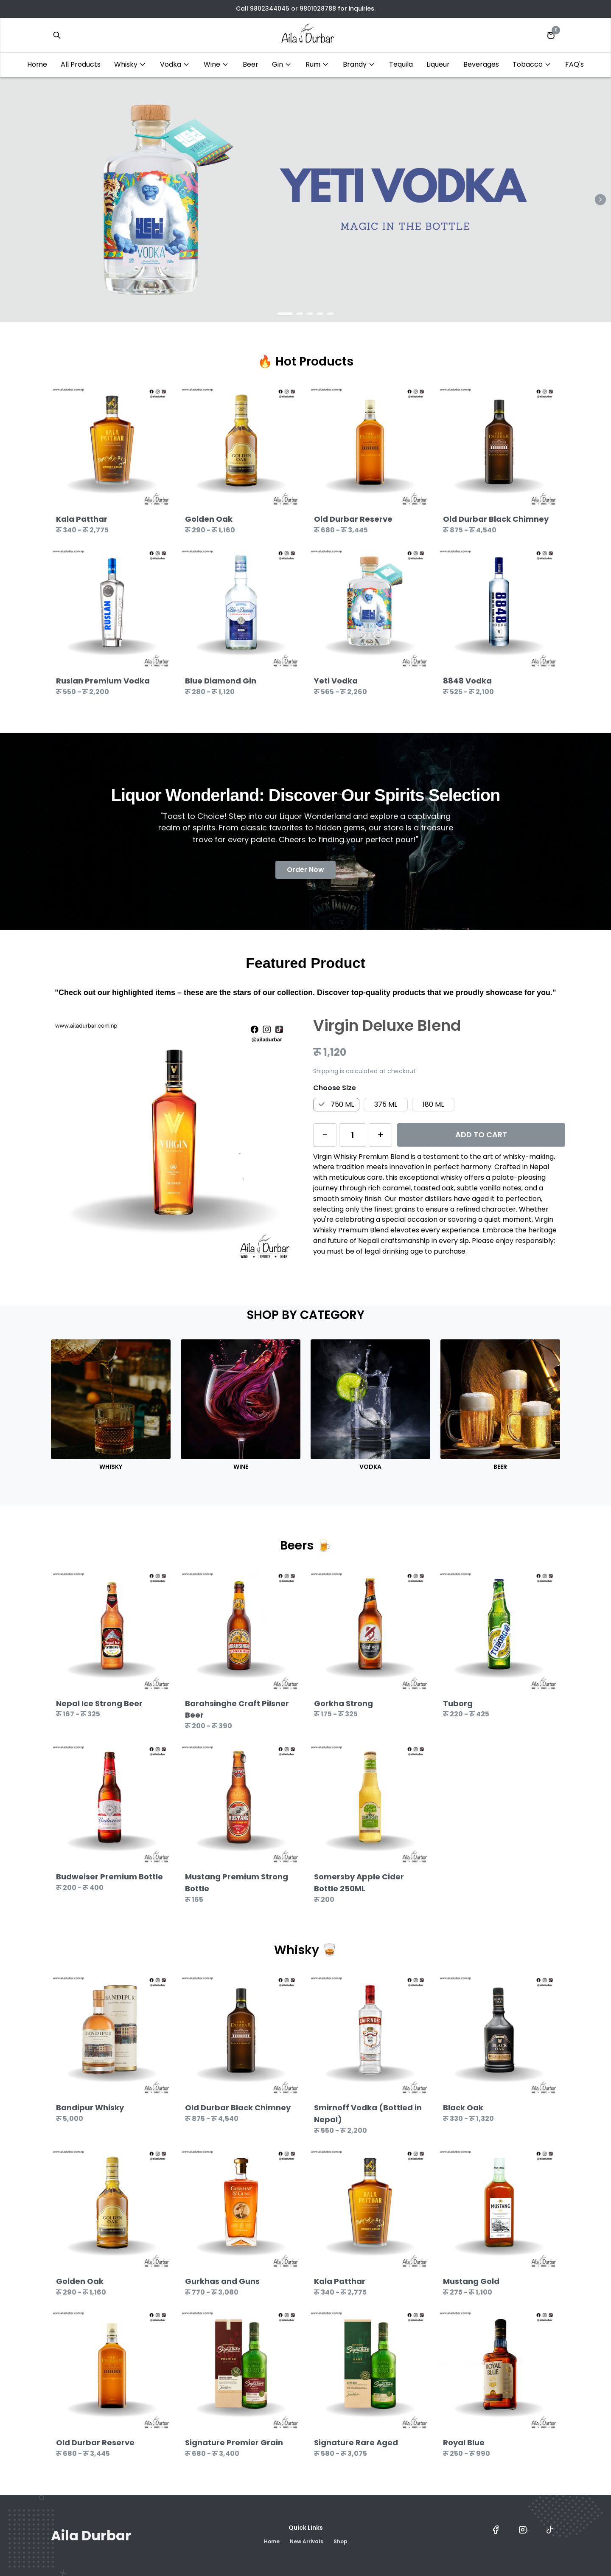 Call 9802344045 or 9801028788 for inquiries.
Aila Durbar
0
Home All Products Whisky Vodka Wine Beer Gin Rum Brandy Tequila Liqueur Beverages Tobacco FAQ's
YETI
VODKA
YETI VODKA
MAGIC IN THE BOTTLE
🔥 Hot Products
Kala Patthar
रू 340 - रू 2,775
Golden Oak
रू 290 - रू 1,160
Old Durbar Reserve
रू 680 - रू 3,445
Old Durbar Black Chimney
रू 875 - रू 4,540
Ruslan Premium Vodka
रू 550 - रू 2,200
Blue Diamond Gin
रू 280 - रू 1,120
Yeti Vodka
रू 565 - रू 2,260
8848 Vodka
रू 525 - रू 2,100
Liquor Wonderland: Discover Our Spirits Selection
"Toast to Choice! Step into our Liquor Wonderland and explore a captivating
realm of spirits. From classic favorites to hidden gems, our store is a treasure
trove for every palate. Cheers to finding your perfect pour!"
Order Now
Featured Product
"Check out our highlighted items – these are the stars of our collection. Discover top-quality products that we proudly showcase for you."
www.ailadurbar.com.np
@ailadurbar
VIRGIN
Aila Durbar
WINE • SPIRITS • BEER
Virgin Deluxe Blend
रू 1,120
Shipping is calculated at checkout
Choose Size
750 ML 375 ML 180 ML
− 1 + ADD TO CART
Virgin Whisky Premium Blend is a testament to the art of whisky-making,
where tradition meets innovation in perfect harmony. Crafted in Nepal
with meticulous care, this exceptional whisky offers a palate-pleasing
journey through rich caramel, toasted oak, subtle vanilla notes, and a
smooth smoky finish. Our master distillers have aged it to perfection,
selecting only the finest grains to ensure a refined character. Whether
you're celebrating a special occasion or savoring a quiet moment, Virgin
Whisky Premium Blend elevates every experience. Embrace the heritage
and future of Nepali craftsmanship in every sip. Please enjoy responsibly;
you must be of legal drinking age to purchase.
SHOP BY CATEGORY
WHISKY
WINE
VODKA
BEER
Beers 🍺
Nepal Ice Strong Beer
रू 167 - रू 325
Barahsinghe Craft Pilsner
Beer
रू 200 - रू 390
Gorkha Strong
रू 175 - रू 325
Tuborg
रू 220 - रू 425
Budweiser Premium Bottle
रू 200 - रू 400
Mustang Premium Strong
Bottle
रू 165
Somersby Apple Cider
Bottle 250ML
रू 200
Whisky 🥃
Bandipur Whisky
रू 5,000
Old Durbar Black Chimney
रू 875 - रू 4,540
Smirnoff Vodka (Bottled in
Nepal)
रू 550 - रू 2,200
Black Oak
रू 330 - रू 1,320
Golden Oak
रू 290 - रू 1,160
Gurkhas and Guns
रू 770 - रू 3,080
Kala Patthar
रू 340 - रू 2,775
Mustang Gold
रू 275 - रू 1,100
Old Durbar Reserve
रू 680 - रू 3,445
Signature Premier Grain
रू 680 - रू 3,400
Signature Rare Aged
रू 580 - रू 3,075
Royal Blue
रू 250 - रू 990
Aila Durbar
Quick Links
Home New Arrivals Shop